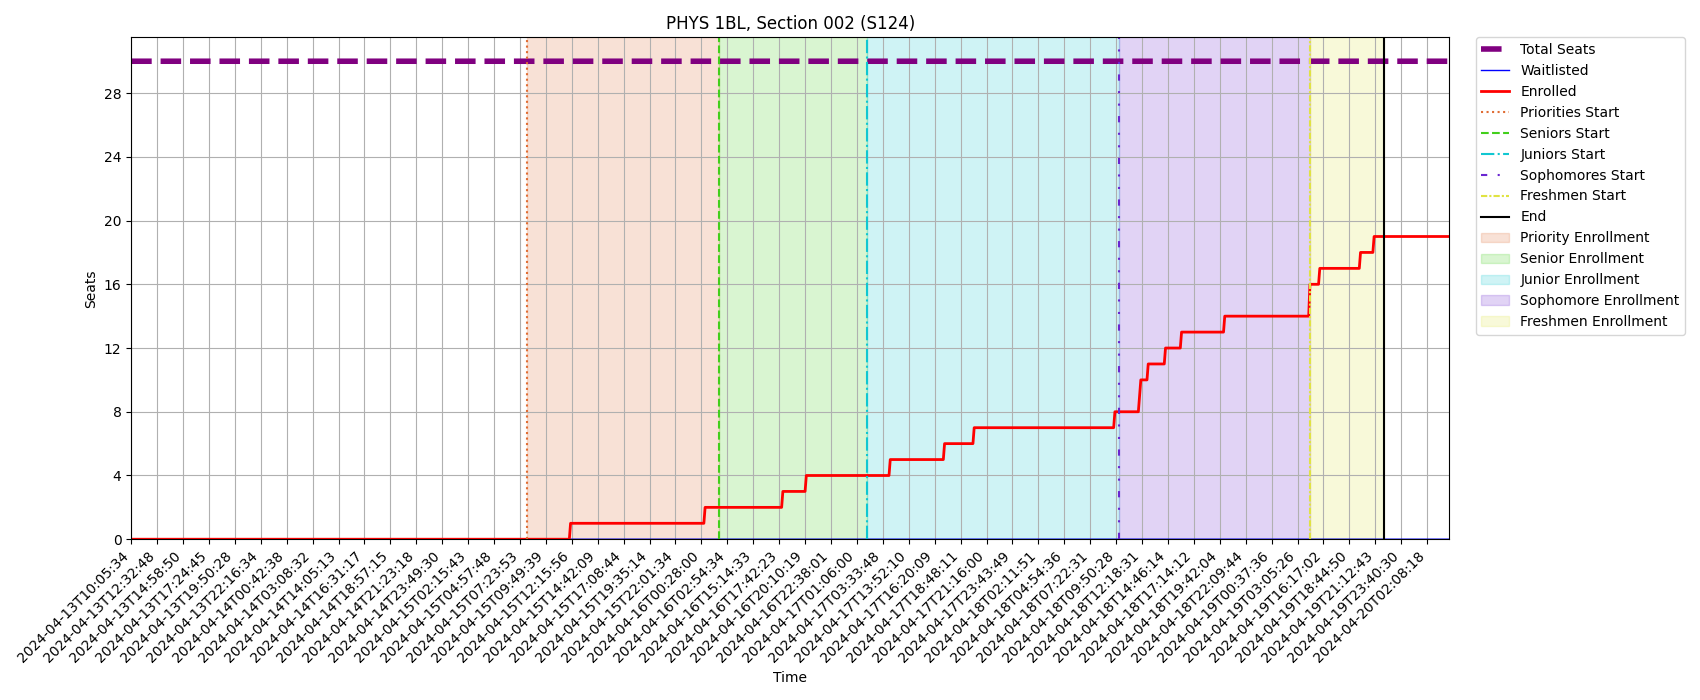 PHYS 1BL, Section 002 (S124)
Total Seats
Waitlisted
Enrolled
Priorities Start
Seniors Start
Juniors Start
Sophomores Start
Freshmen Start
End
Priority Enrollment
Senior Enrollment
Junior Enrollment
Sophomore Enrollment
Freshmen Enrollment
Seats
28
24
20
16
12
8
4
0
2024-04-13T10:05:34
2024-04-13T12:32:48
2024-04-13T14:58:50
2024-04-13T17:24:45
2024-04-13T19:50:28
2024-04-13T22:16:34
2024-04-14T00:42:38
2024-04-14T03:08:32
2024-04-14T14:05:13
2024-04-14T16:31:17
2024-04-14T18:57:15
2024-04-14T21:23:18
2024-04-14T23:49:30
2024-04-15T02:15:43
2024-04-15T04:57:48
2024-04-15T07:23:53
2024-04-15T09:49:39
2024-04-15T12:15:56
2024-04-15T14:42:09
2024-04-15T17:08:44
2024-04-15T19:35:14
2024-04-15T22:01:34
2024-04-16T00:28:00
2024-04-16T02:54:34
2024-04-16T15:14:33
2024-04-16T17:42:23
2024-04-16T20:10:19
2024-04-16T22:38:01
2024-04-17T01:06:00
2024-04-17T03:33:48
2024-04-17T13:52:10
2024-04-17T16:20:09
2024-04-17T18:48:11
2024-04-17T21:16:00
2024-04-17T23:43:49
2024-04-18T02:11:51
2024-04-18T04:54:36
2024-04-18T07:22:31
2024-04-18T09:50:28
2024-04-18T12:18:31
2024-04-18T14:46:14
2024-04-18T17:14:12
2024-04-18T19:42:04
2024-04-18T22:09:44
2024-04-19T00:37:36
2024-04-19T03:05:26
2024-04-19T16:17:02
2024-04-19T18:44:50
2024-04-19T21:12:43
2024-04-19T23:40:30
2024-04-20T02:08:18
Time